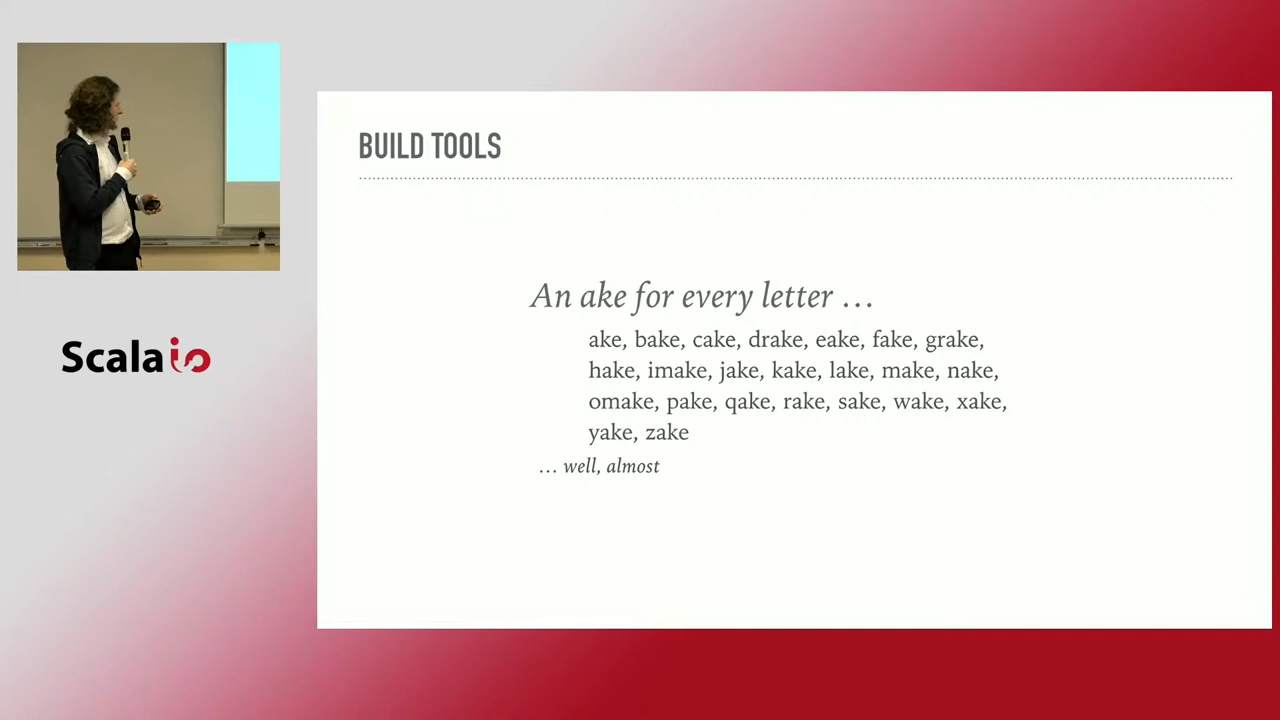 BUILD TOOLS
An ake for every letter …
ake, bake, cake, drake, eake, fake, grake,
hake, imake, jake, kake, lake, make, nake,
omake, pake, qake, rake, sake, wake, xake,
yake, zake
… well, almost
Scalaio